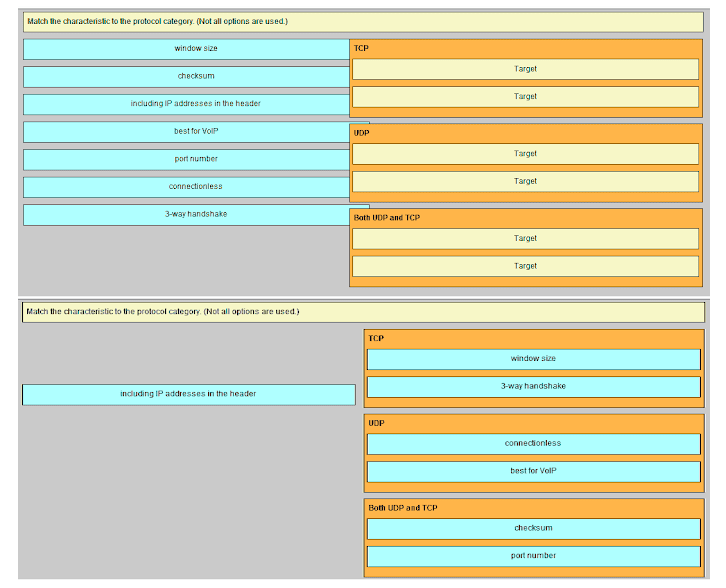 Match the characteristic to the protocol category. (Not all options are used.)
window size
checksum
including IP addresses in the header
best for VoIP
port number
connectionless
3-way handshake
TCP
Target
Target
UDP
Target
Target
Both UDP and TCP
Target
Target
Match the characteristic to the protocol category. (Not all options are used.)
including IP addresses in the header
TCP
window size
3-way handshake
UDP
connectionless
best for VoIP
Both UDP and TCP
checksum
port number